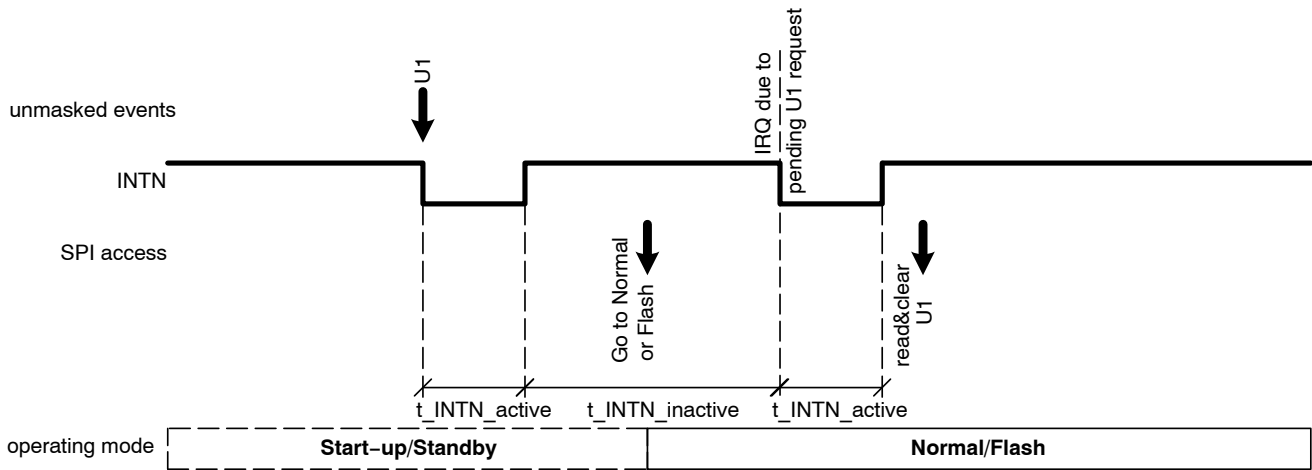 unmasked events
U1
IRQ due to
pending U1 request
INTN
SPI access
Go to Normal
or Flash
read&clear
U1
t_INTN_active
t_INTN_inactive
t_INTN_active
operating mode
Start−up/Standby
Normal/Flash